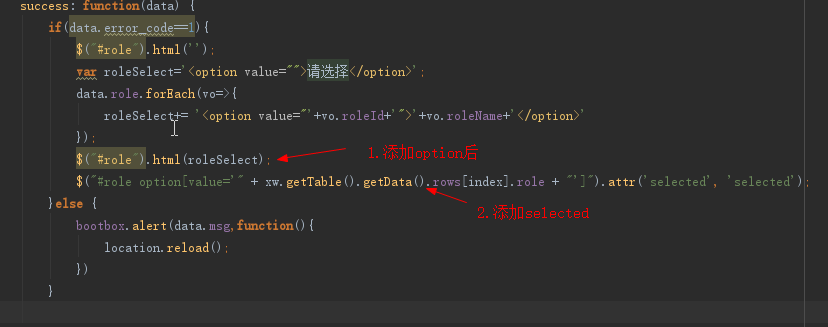 success: function(data) {
if(data.error_code==1){
$("#role").html('');
var roleSelect='<option value="">请选择</option>';
data.role.forEach(vo=>{
roleSelect+= '<option value="'+vo.roleId+'">'+vo.roleName+'</option>'
});
$("#role").html(roleSelect);
1.添加option后
$("#role option[value='" + xw.getTable().getData().rows[index].role + "']").attr('selected', 'selected');
}else {
2.添加selected
bootbox.alert(data.msg,function(){
location.reload();
})
}